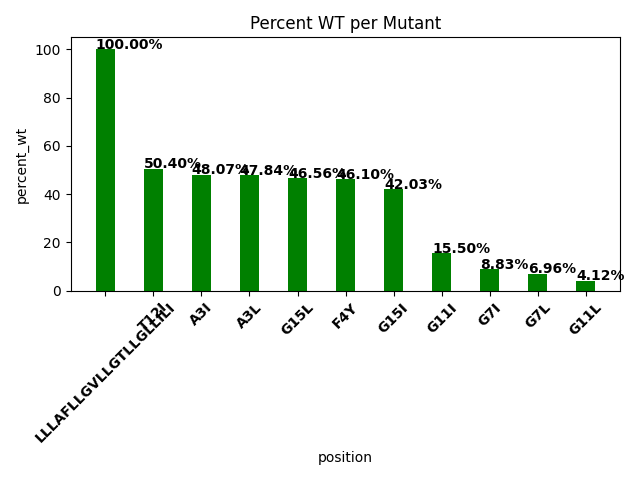 Percent WT per Mutant
percent_wt
100
80
60
40
20
0
100.00%
50.40%
48.07%
47.84%
46.56%
46.10%
42.03%
15.50%
8.83%
6.96%
4.12%
T12I
A3I
A3L
G15L
F4Y
G15I
G11I
G7I
G7L
G11L
position